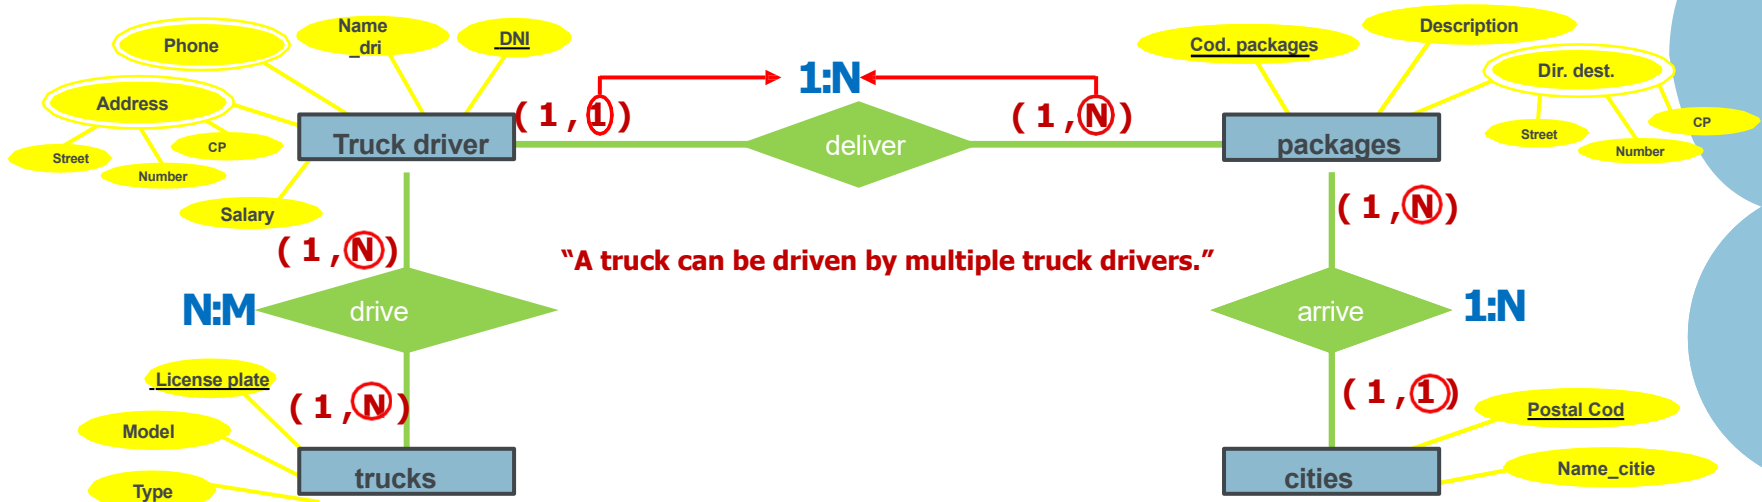 Name
_dri
DNI
Phone
Address
Street
Number
CP
Salary
Truck driver
( 1 , 1 )
1:N
( 1 , N )
deliver
Cod. packages
Description
Dir. dest.
Street
Number
CP
packages
( 1 , N )
"A truck can be driven by multiple truck drivers."
( 1 , N )
N:M
drive
arrive
1:N
License plate
( 1 , N )
Model
Type
trucks
( 1 , 1 )
Postal Cod
Name_citie
cities